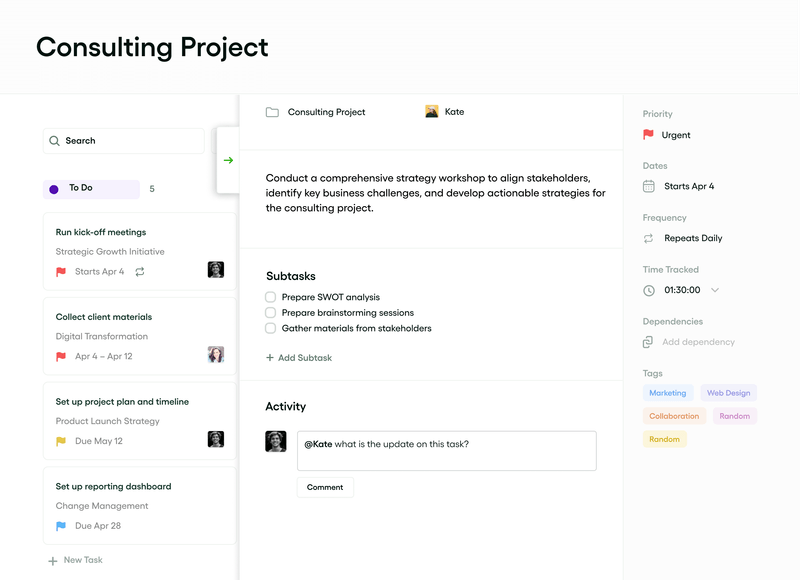 Consulting Project
Search
To Do
5
Run kick-off meetings
Strategic Growth Initiative
Starts Apr 4
Collect client materials
Digital Transformation
Apr 4 – Apr 12
Set up project plan and timeline
Product Launch Strategy
Due May 12
Set up reporting dashboard
Change Management
Due Apr 28
+ New Task
Consulting Project
Kate
Conduct a comprehensive strategy workshop to align stakeholders,
identify key business challenges, and develop actionable strategies for
the consulting project.
Subtasks
Prepare SWOT analysis
Prepare brainstorming sessions
Gather materials from stakeholders
+ Add Subtask
Activity
@Kate what is the update on this task?
Comment
Priority
Urgent
Dates
Starts Apr 4
Frequency
Repeats Daily
Time Tracked
01:30:00
Dependencies
Add dependency
Tags
Marketing
Web Design
Collaboration
Random
Random